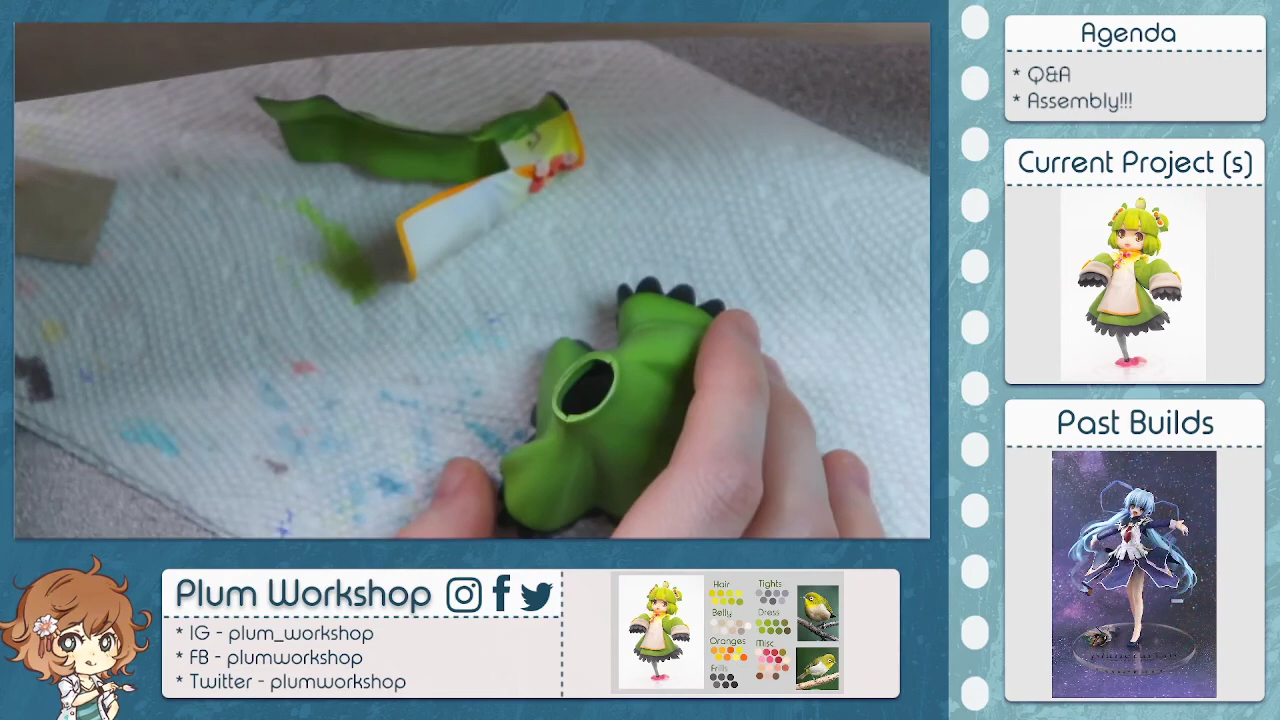 Agenda
* Q&A
* Assembly!!!
Current Project (s)
Past Builds
Plum Workshop
* IG - plum_workshop
* FB - plumworkshop
* Twitter - plumworkshop
Hair
Tights
Belly
Dress
Oranges
Misc
Frills
planetarian